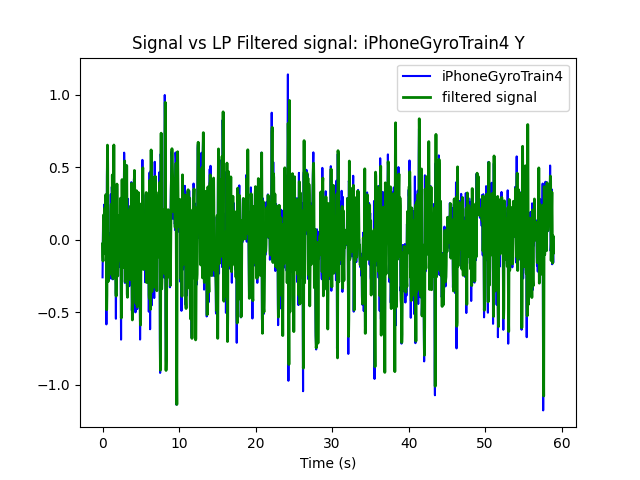 Signal vs LP Filtered signal: iPhoneGyroTrain4 Y
iPhoneGyroTrain4
filtered signal
1.0
0.5
0.0
−0.5
−1.0
0 10 20 30 40 50 60
Time (s)